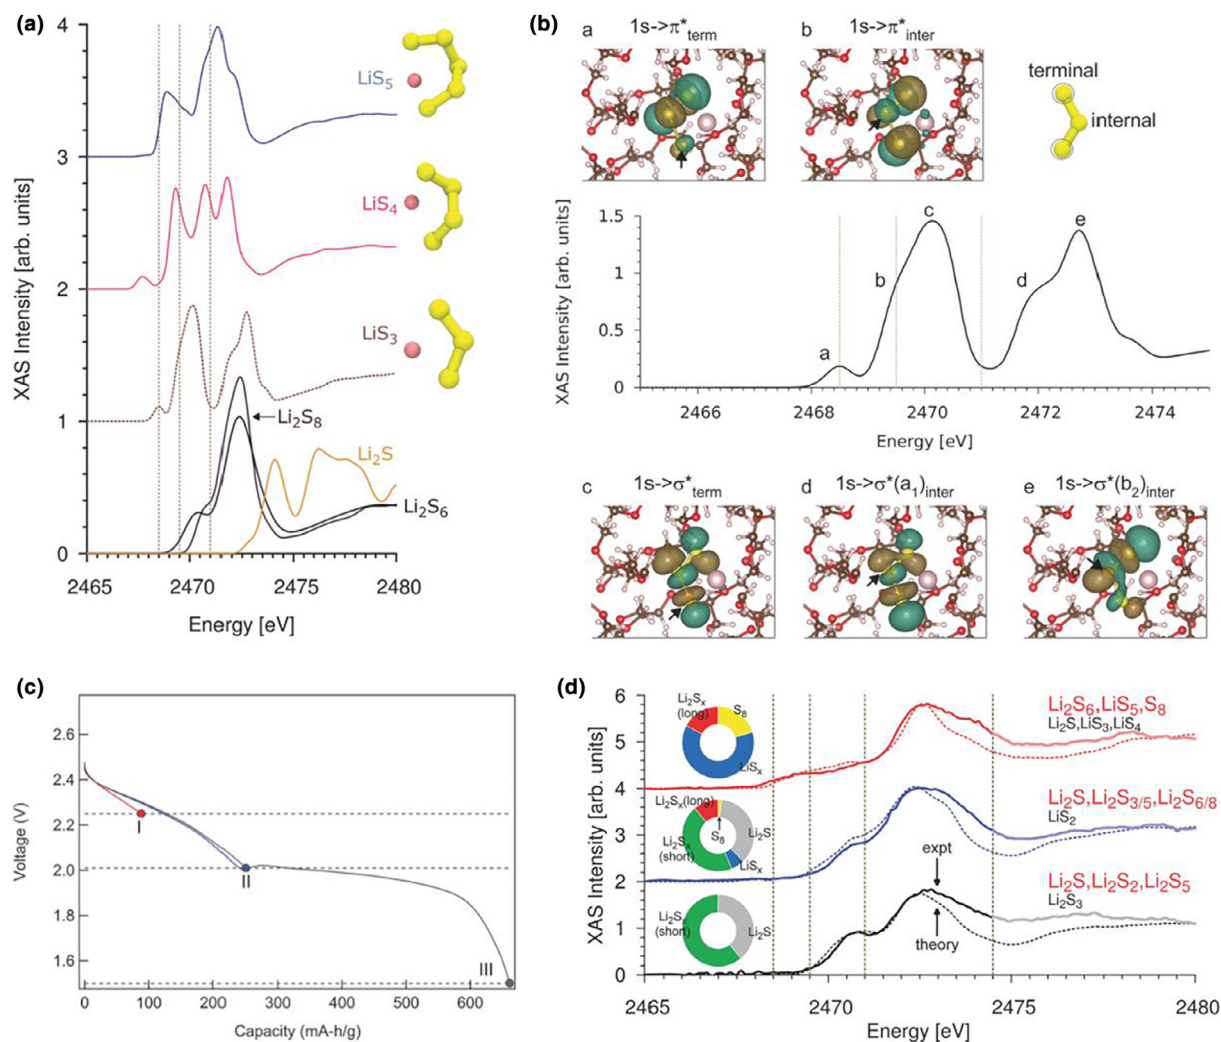 (a)
4
3
2
1
0
XAS Intensity [arb. units]
LiS₅
LiS₄
LiS₃
Li₂S₈
Li₂S
Li₂S₆
2465 2470 2475 2480
Energy [eV]
(b)
a 1s->π*term
b 1s->π*inter
terminal
internal
XAS Intensity [arb. units]
1.5
1
0.5
0
a
b
c
d
e
2466 2468 2470 2472 2474
Energy [eV]
c 1s->σ*term
d 1s->σ*(a₁)inter
e 1s->σ*(b₂)inter
(c)
Voltage (V)
2.6
2.4
2.2
2.0
1.8
1.6
I
II
III
0 100 200 300 400 500 600
Capacity (mA-h/g)
(d)
XAS Intensity [arb. units]
6
5
4
3
2
1
0
Li₂Sₓ
(long)
S₈
LiSₓ
Li₂S₆,LiS₅,S₈
Li₂S,LiS₃,LiS₄
Li₂Sₓ(long)
S₈
Li₂S
Li₂Sₓ
(short)
LiSₓ
Li₂S,Li₂S₃/₅,Li₂S₆/₈
LiS₂
Li₂Sₓ
(short)
Li₂S
expt
theory
Li₂S,Li₂S₂,Li₂S₅
Li₂S₃
2465 2470 2475 2480
Energy [eV]